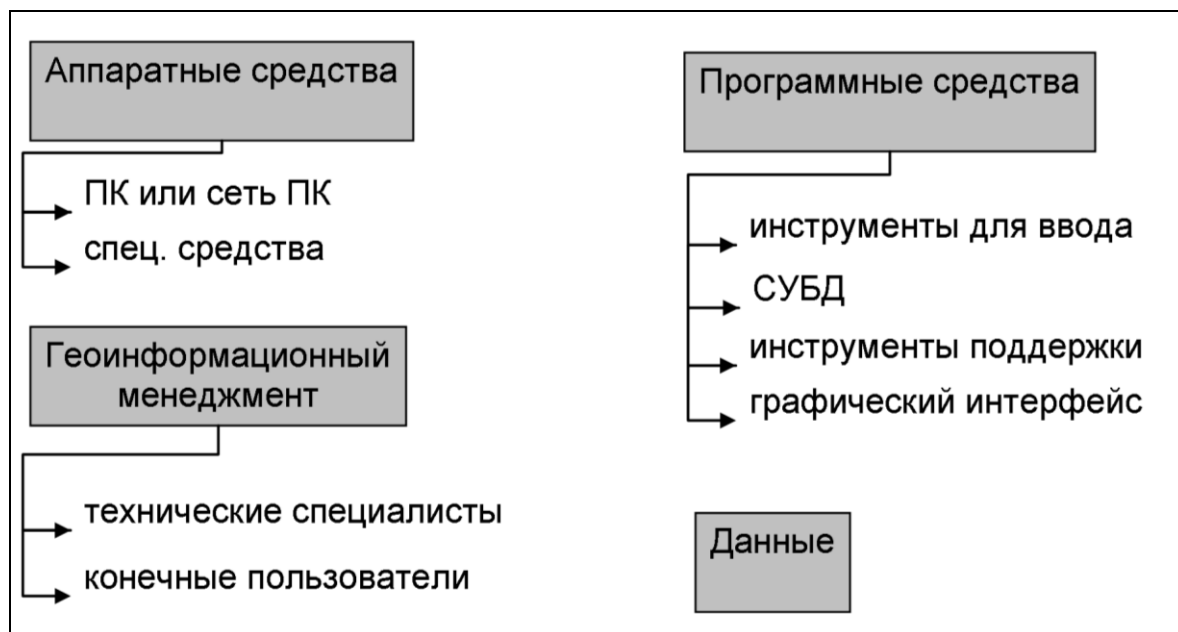 Аппаратные средства
ПК или сеть ПК
спец. средства
Геоинформационный
менеджмент
технические специалисты
конечные пользователи
Программные средства
инструменты для ввода
СУБД
инструменты поддержки
графический интерфейс
Данные